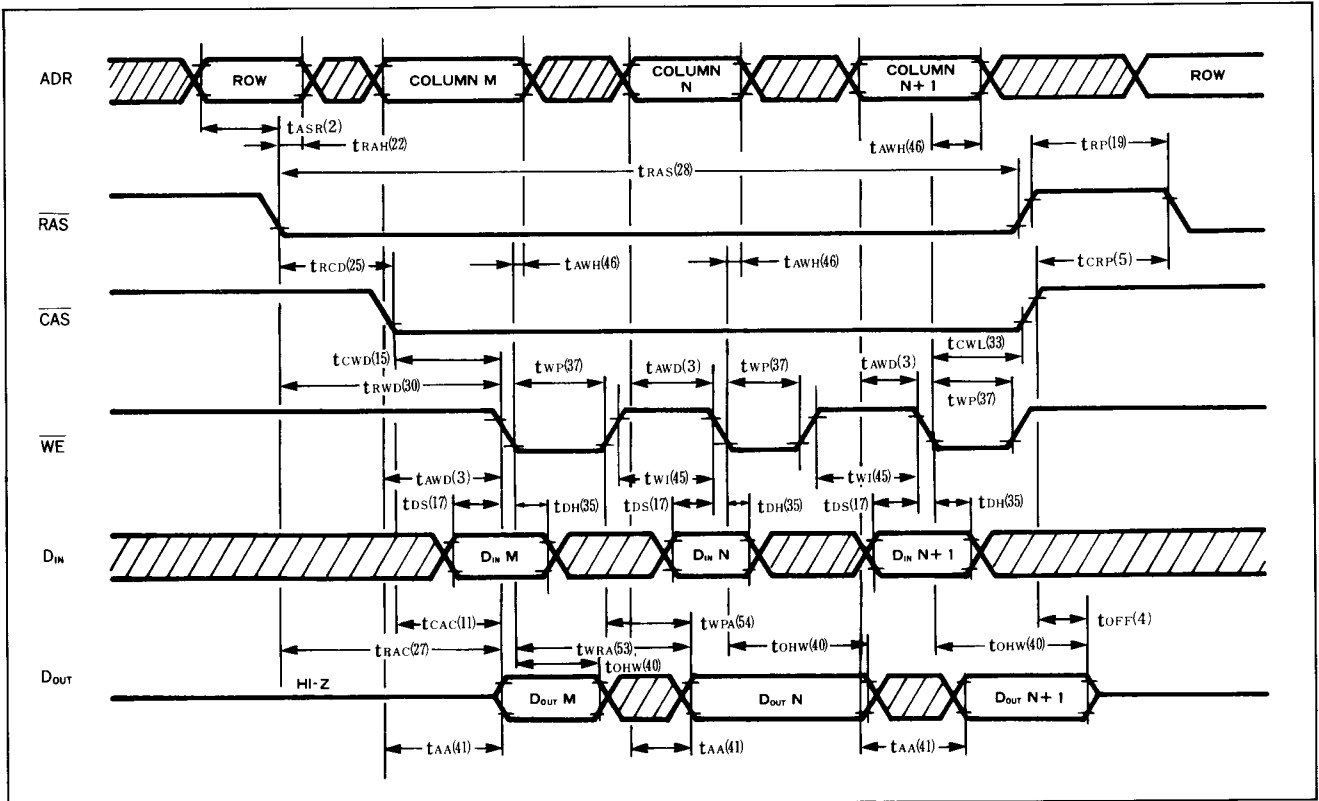 ADR
ROW
COLUMN M
COLUMN
N
COLUMN
N+1
ROW
tASR(2)
tRAH(22)
tAWH(46)
tRP(19)
tRAS(28)
RAS
tRCD(25)
tAWH(46)
tAWH(46)
tCRP(5)
CAS
tCWD(15)
tWP(37)
tAWD(3)
tWP(37)
tAWD(3)
tCWL(33)
tRWD(30)
tWP(37)
WE
tAWD(3)
tWI(45)
tWI(45)
tDS(17)
tDH(35)
tDS(17)
tDH(35)
tDS(17)
tDH(35)
DIN
DIN M
DIN N
DIN N+1
tCAC(11)
tWPA(54)
tOFF(4)
tRAC(27)
tWRA(53)
tOHW(40)
tOHW(40)
tOHW(40)
DOUT
HI-Z
DOUT M
DOUT N
DOUT N+1
tAA(41)
tAA(41)
tAA(41)